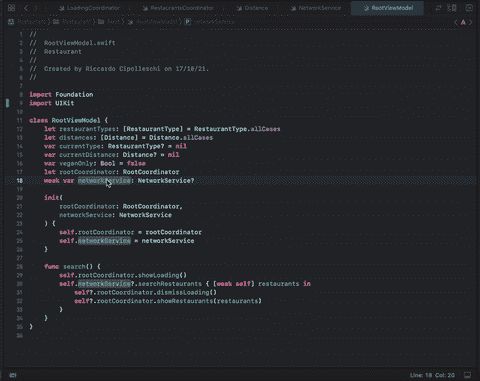 LoadingCoordinator RestaurantsCoordinator Distance NetworkService RootViewModel
1 //
2 // RootViewModel.swift
3 // Restaurant
4 //
5 // Created by Riccardo Cipolleschi on 17/10/21.
6 //
7
8 import Foundation
9 import UIKit
10
11 class RootViewModel {
12 let restaurantTypes: [RestaurantType] = RestaurantType.allCases
13 let distances: [Distance] = Distance.allCases
14 var currentType: RestaurantType? = nil
15 var currentDistance: Distance? = nil
16 var veganOnly: Bool = false
17 let rootCoordinator: RootCoordinator
18 weak var networkService: NetworkService?
19
20 init(
21 rootCoordinator: RootCoordinator,
22 networkService: NetworkService
23 ) {
24 self.rootCoordinator = rootCoordinator
25 self.networkService = networkService
26 }
27
28 func search() {
29 self.rootCoordinator.showLoading()
30 self.networkService?.searchRestaurants { [weak self] restaurants in
31 self?.rootCoordinator.dismissLoading()
32 self?.rootCoordinator.showRestaurants(restaurants)
33 }
34 }
35 }
36
Line: 18 Col: 20